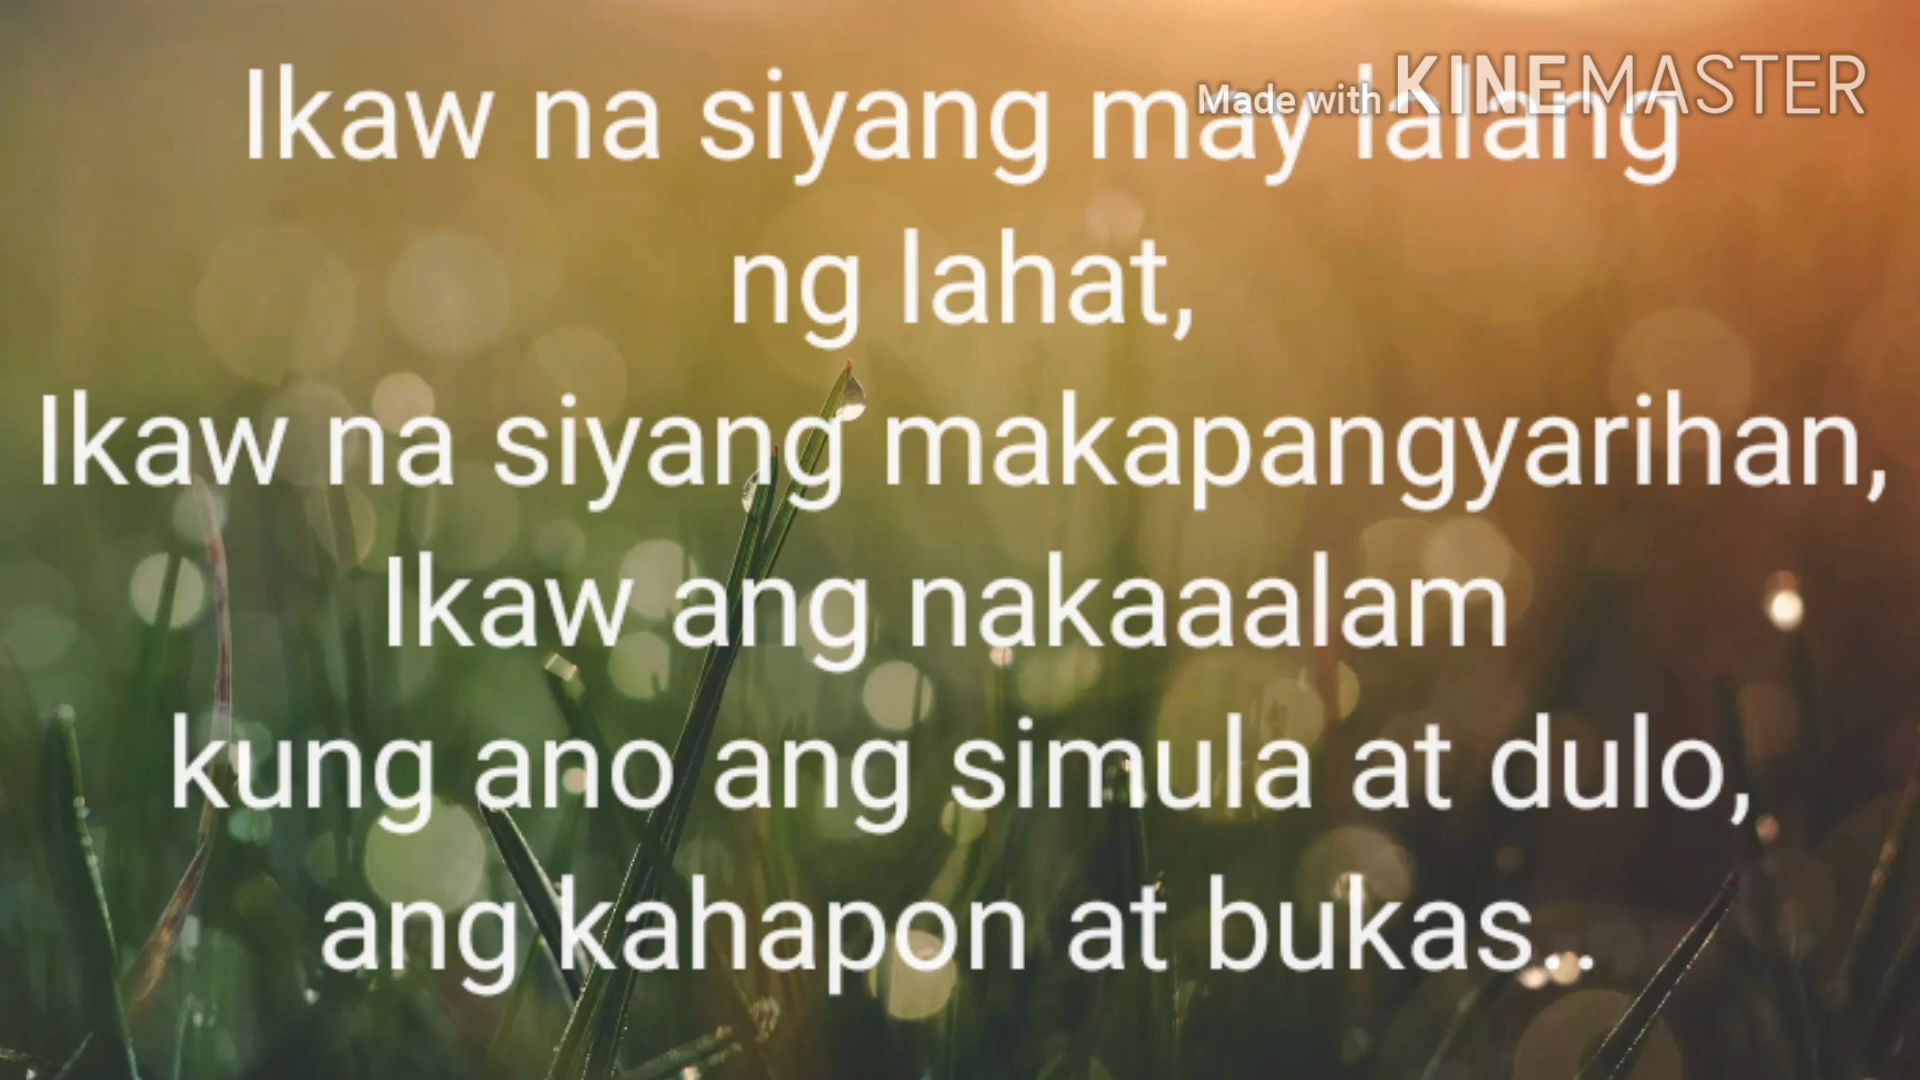 Made with KINEMASTER
Ikaw na siyang may lalang
ng lahat,
Ikaw na siyang makapangyarihan,
Ikaw ang nakaaalam
kung ano ang simula at dulo,
ang kahapon at bukas..